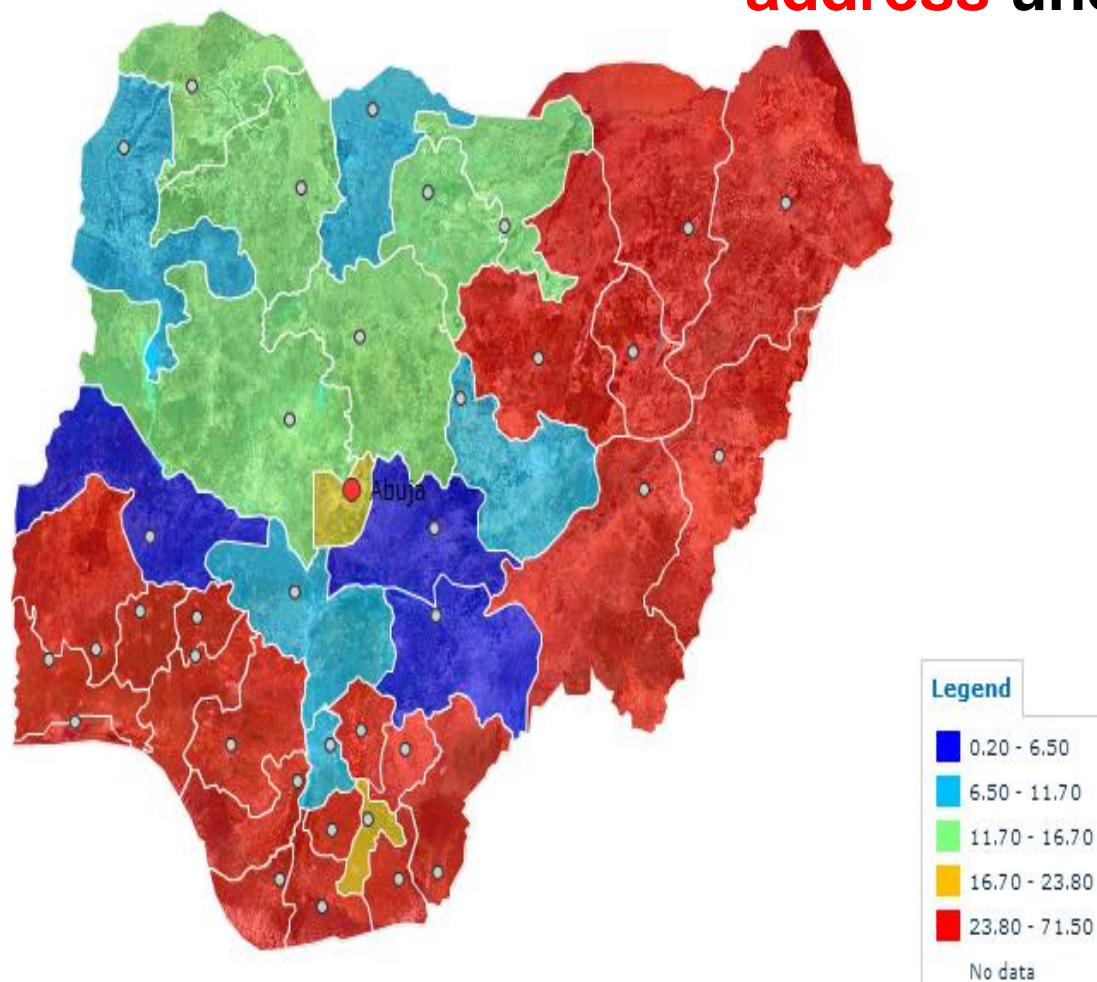 address
Abuja
Legend
0.20 - 6.50
6.50 - 11.70
11.70 - 16.70
16.70 - 23.80
23.80 - 71.50
No data